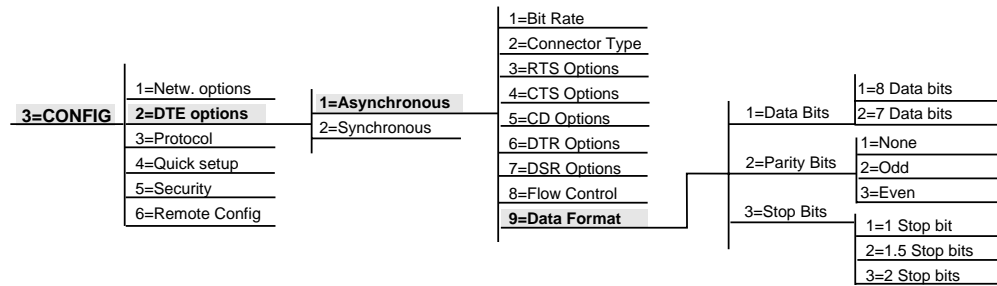 3=CONFIG
1=Netw. options
2=DTE options
3=Protocol
4=Quick setup
5=Security
6=Remote Config
1=Asynchronous
2=Synchronous
1=Bit Rate
2=Connector Type
3=RTS Options
4=CTS Options
5=CD Options
6=DTR Options
7=DSR Options
8=Flow Control
9=Data Format
1=Data Bits
2=Parity Bits
3=Stop Bits
1=8 Data bits
2=7 Data bits
1=None
2=Odd
3=Even
1=1 Stop bit
2=1.5 Stop bits
3=2 Stop bits